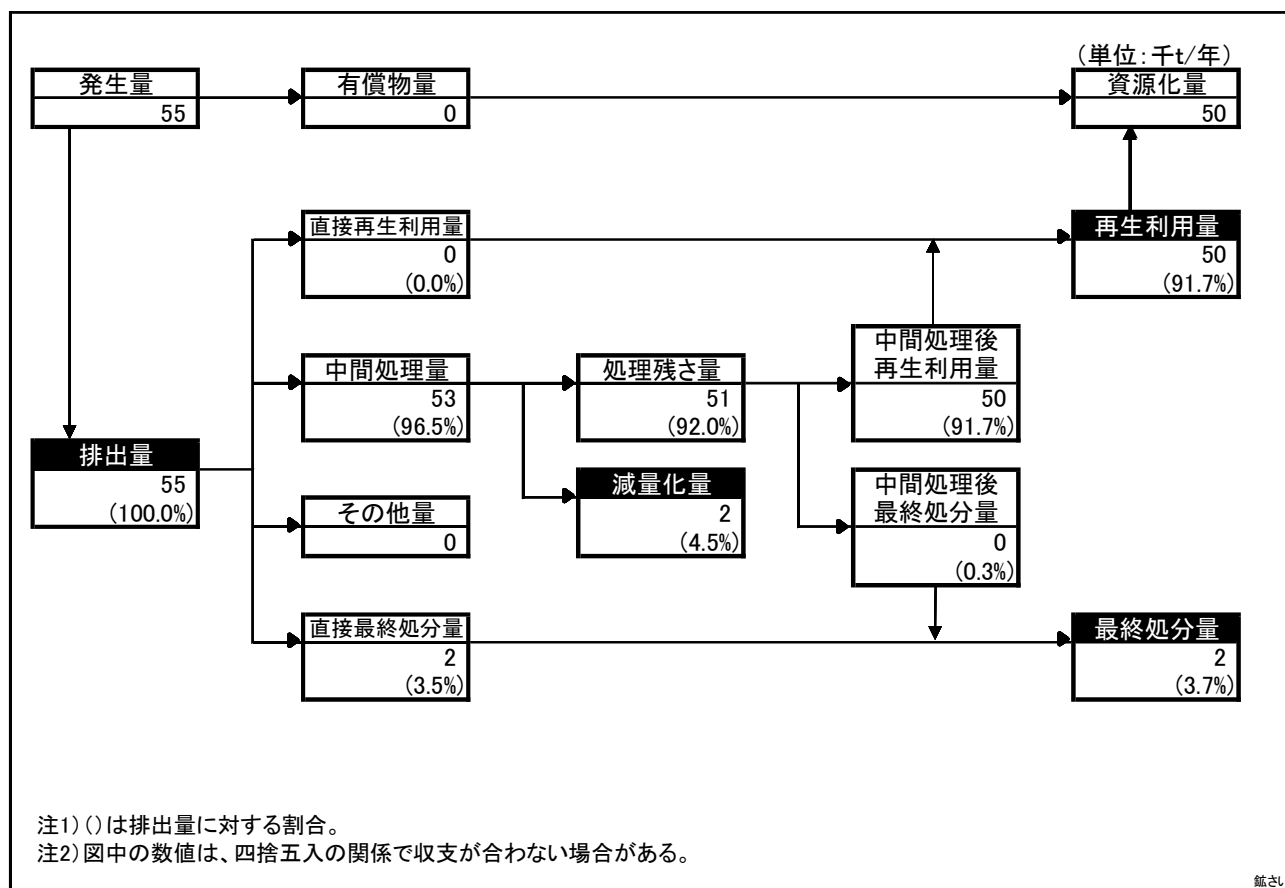 (単位:千t/年)
発生量
55
有償物量
0
資源化量
50
直接再生利用量
0
(0.0%)
再生利用量
50
(91.7%)
中間処理量
53
(96.5%)
処理残さ量
51
(92.0%)
中間処理後
再生利用量
50
(91.7%)
排出量
55
(100.0%)
減量化量
2
(4.5%)
中間処理後
最終処分量
0
(0.3%)
その他量
0
直接最終処分量
2
(3.5%)
最終処分量
2
(3.7%)
注1)()は排出量に対する割合。
注2)図中の数値は、四捨五入の関係で収支が合わない場合がある。
鉱さい